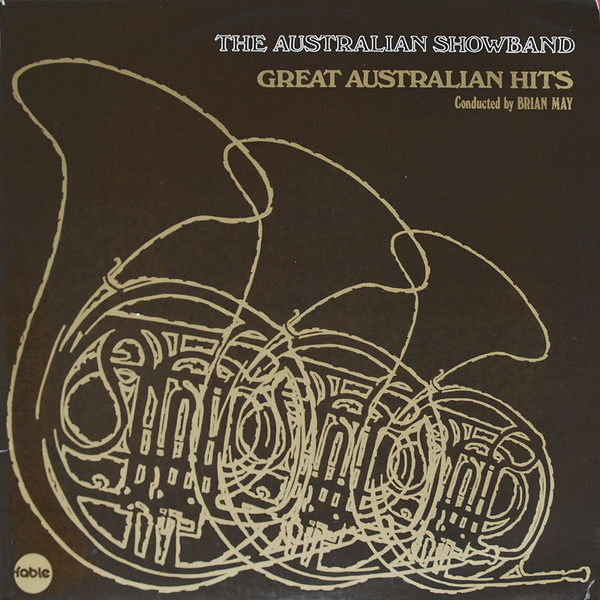 THE AUSTRALIAN SHOWBAND
GREAT AUSTRALIAN HITS
Conducted by BRIAN MAY
fable